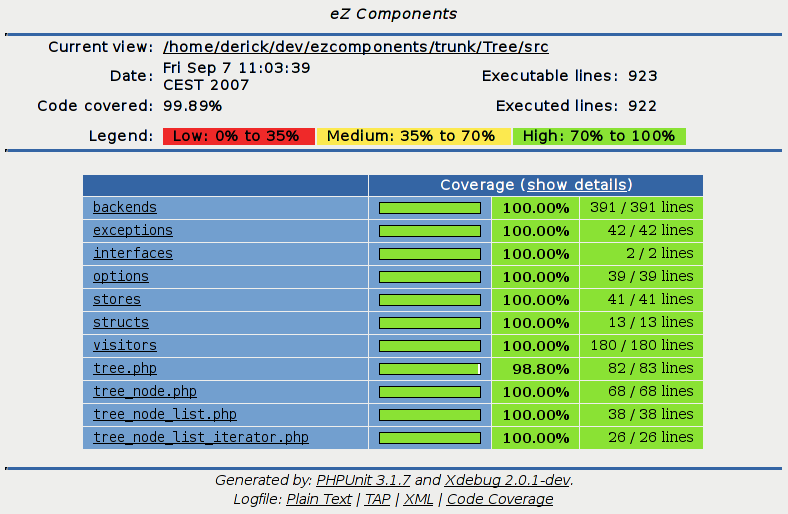 eZ Components
Current view: /home/derick/dev/ezcomponents/trunk/Tree/src
Date: Fri Sep 7 11:03:39 CEST 2007 Executable lines: 923
Code covered: 99.89% Executed lines: 922
Legend: Low: 0% to 35% Medium: 35% to 70% High: 70% to 100%
Coverage (show details)
backends 100.00% 391 / 391 lines
exceptions 100.00% 42 / 42 lines
interfaces 100.00% 2 / 2 lines
options 100.00% 39 / 39 lines
stores 100.00% 41 / 41 lines
structs 100.00% 13 / 13 lines
visitors 100.00% 180 / 180 lines
tree.php 98.80% 82 / 83 lines
tree_node.php 100.00% 68 / 68 lines
tree_node_list.php 100.00% 38 / 38 lines
tree_node_list_iterator.php 100.00% 26 / 26 lines
Generated by: PHPUnit 3.1.7 and Xdebug 2.0.1-dev.
Logfile: Plain Text | TAP | XML | Code Coverage